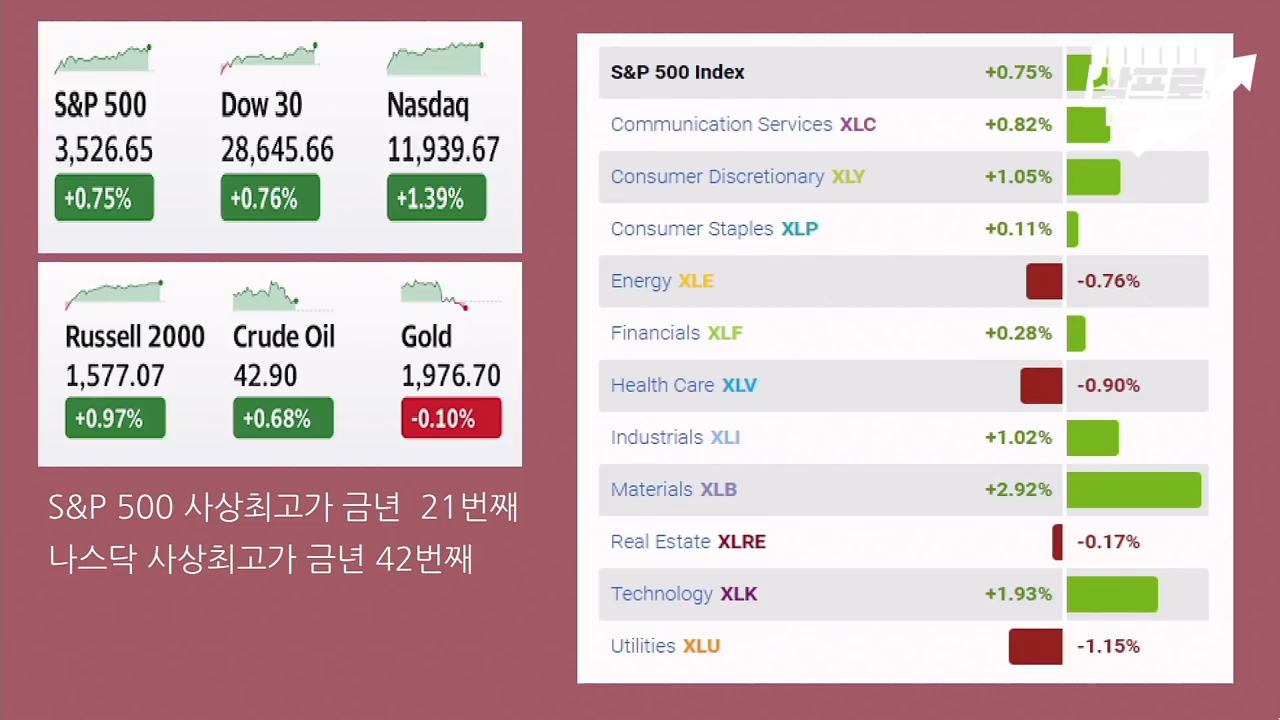 S&P 500 Dow 30 Nasdaq
3,526.65 28,645.66 11,939.67
+0.75% +0.76% +1.39%
Russell 2000 Crude Oil Gold
1,577.07 42.90 1,976.70
+0.97% +0.68% -0.10%
S&P 500 사상최고가 금년 21번째
나스닥 사상최고가 금년 42번째
S&P 500 Index +0.75%
Communication Services XLC +0.82%
Consumer Discretionary XLY +1.05%
Consumer Staples XLP +0.11%
Energy XLE -0.76%
Financials XLF +0.28%
Health Care XLV -0.90%
Industrials XLI +1.02%
Materials XLB +2.92%
Real Estate XLRE -0.17%
Technology XLK +1.93%
Utilities XLU -1.15%
삼프로